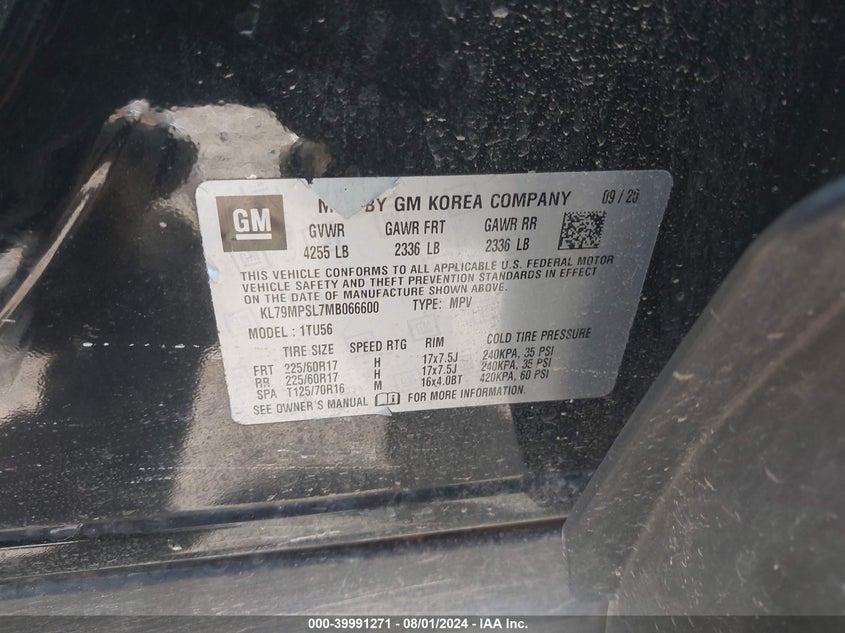 GM
M BY GM KOREA COMPANY 09 / 20
GVWR GAWR FRT GAWR RR
4255 LB 2336 LB 2336 LB
THIS VEHICLE CONFORMS TO ALL APPLICABLE U.S. FEDERAL MOTOR
VEHICLE SAFETY AND THEFT PREVENTION STANDARDS IN EFFECT
ON THE DATE OF MANUFACTURE SHOWN ABOVE.
KL79MPSL7MB066600 TYPE: MPV
MODEL : 1TU56
TIRE SIZE SPEED RTG RIM COLD TIRE PRESSURE
FRT 225/60R17 H 17x7.5J 240KPA, 35 PSI
RR 225/60R17 H 17x7.5J 240KPA, 35 PSI
SPA T125/70R16 M 16x4.0BT 420KPA, 60 PSI
SEE OWNER'S MANUAL FOR MORE INFORMATION.
000-39991271 - 08/01/2024 - IAA Inc.